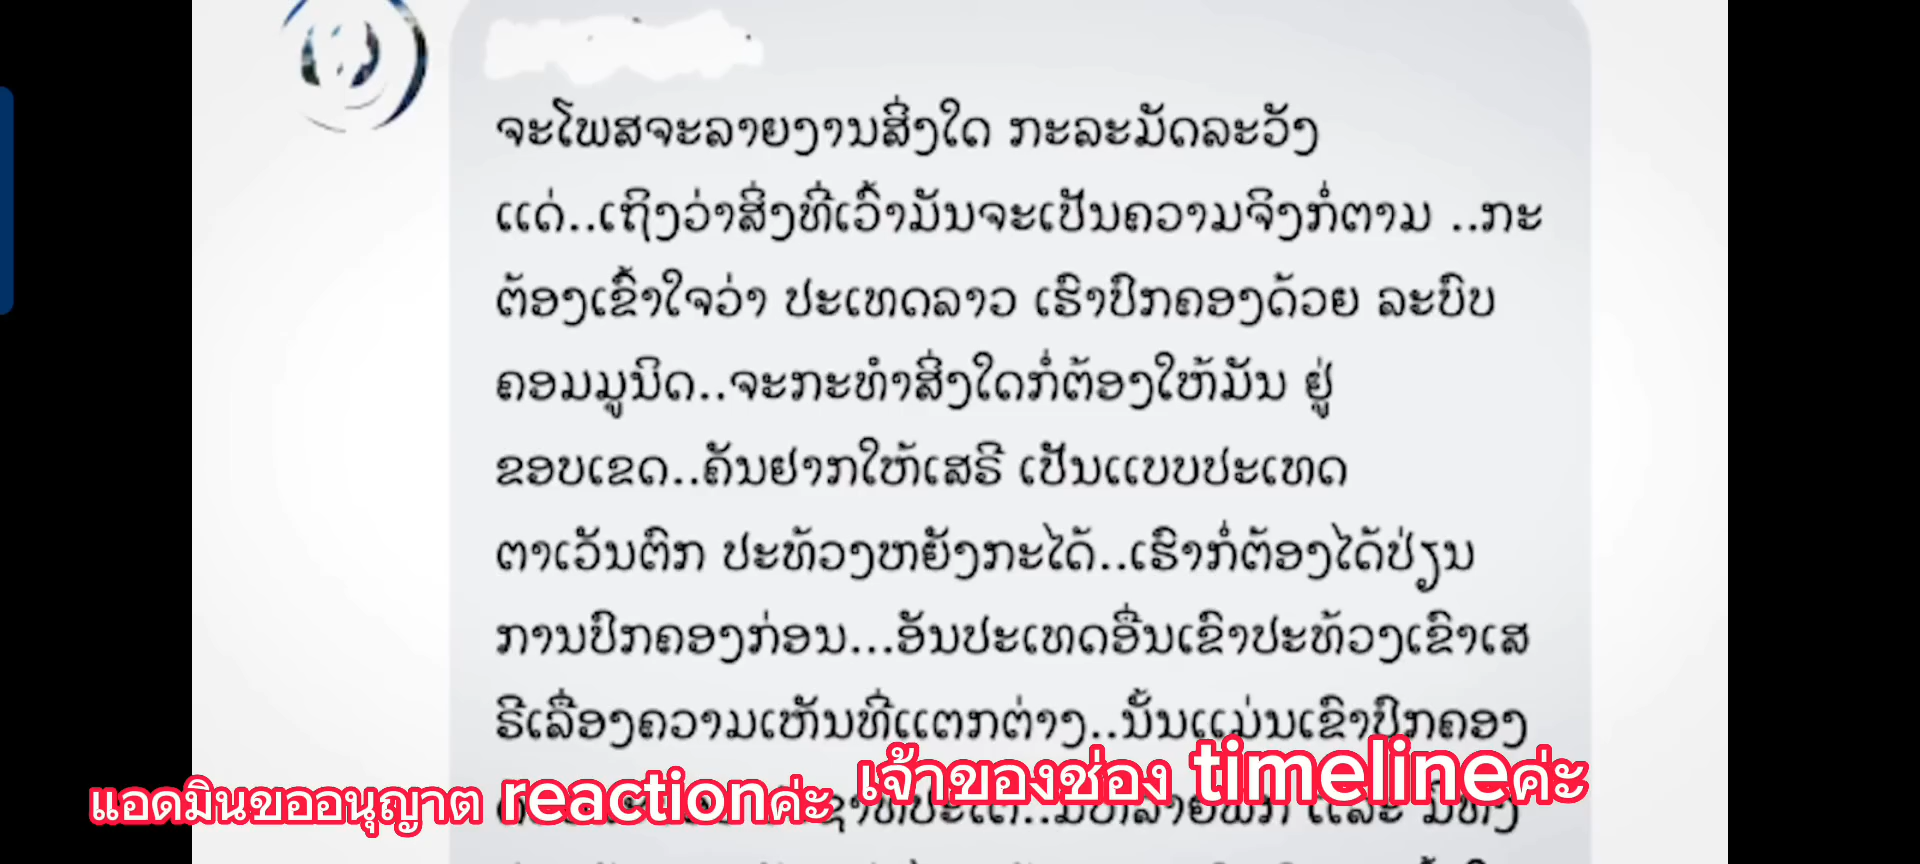 ຈະໂພສຈະລາຍງານສິ່ງໃດ ກະລະມັດລະວັງ
ແດ່..ເຖິງວ່າສິ່ງທີ່ເວົ້າມັນຈະເປັນຄວາມຈິງກໍ່ຕາມ ..ກະ
ຕ້ອງເຂົ້າໃຈວ່າ ປະເທດລາວ ເຮົາປົກຄອງດ້ວຍ ລະບົບ
ຄອມມູນິດ..ຈະກະທຳສິ່ງໃດກໍ່ຕ້ອງໃຫ້ມັນ ຢູ່
ຂອບເຂດ..ຄັນຢາກໃຫ້ເສຣີ ເປັນແບບປະເທດ
ຕາເວັນຕົກ ປະທ້ວງຫຍັງກະໄດ້..ເຮົາກໍ່ຕ້ອງໄດ້ປ່ຽນ
ການປົກຄອງກ່ອນ...ອັນປະເທດອື່ນເຂົາປະທ້ວງເຂົາເສ
ຣີເລື່ອງຄວາມເຫັນທີ່ແຕກຕ່າງ..ນັ້ນແມ່ນເຂົາປົກຄອງ
แอดมินขออนุญาต reactionค่ะ เจ้าของช่อง timelineค่ะ